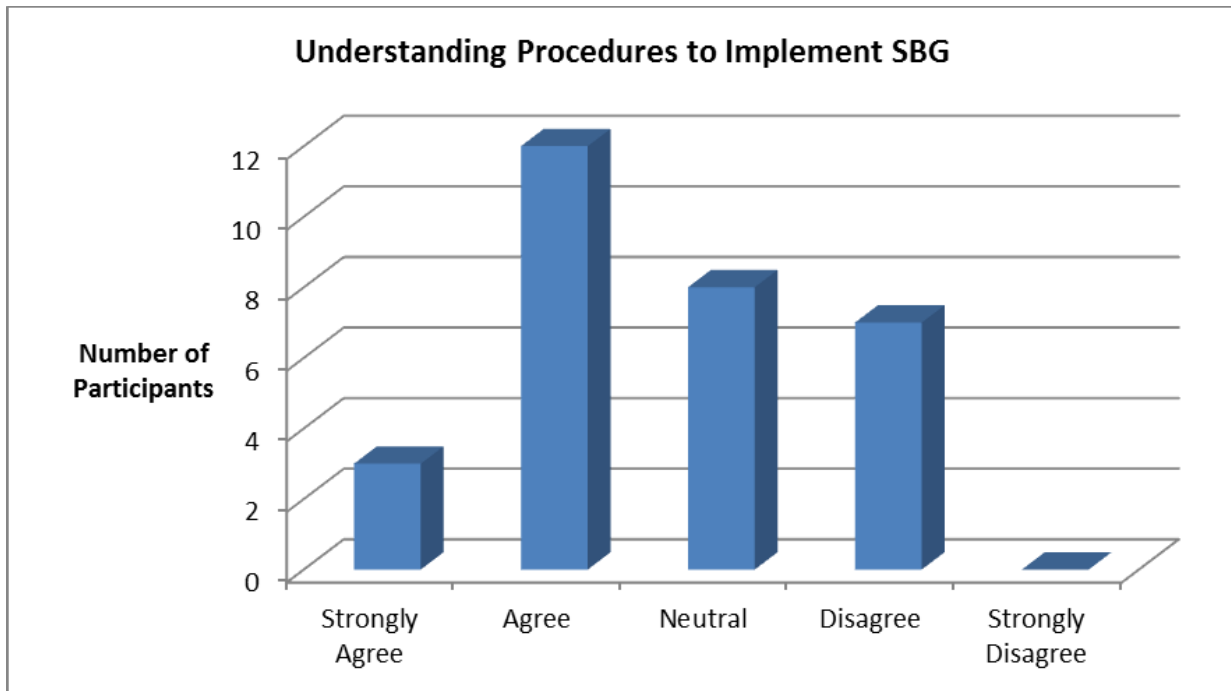 Understanding Procedures to Implement SBG
12
10
8
6
4
2
0
Number of
Participants
Strongly
Agree
Agree
Neutral
Disagree
Strongly
Disagree